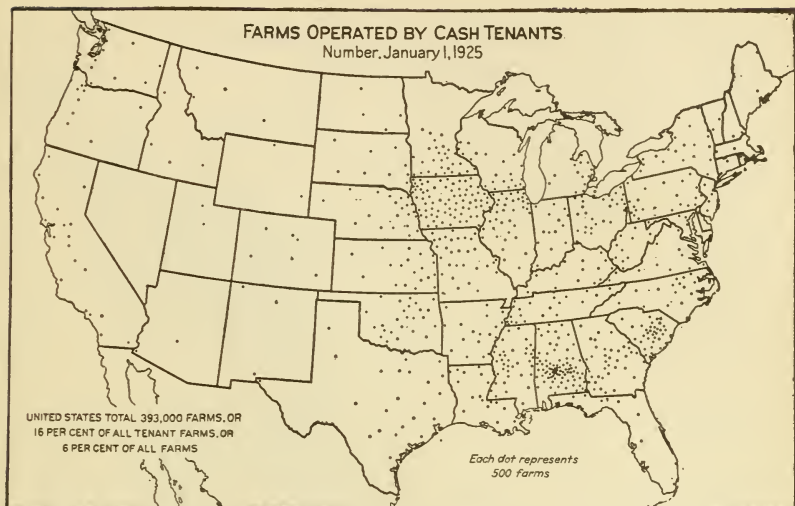 FARMS OPERATED BY CASH TENANTS
Number, January 1, 1925
UNITED STATES TOTAL 393,000 FARMS, OR
16 PER CENT OF ALL TENANT FARMS, OR
6 PER CENT OF ALL FARMS
Each dot represents
500 farms